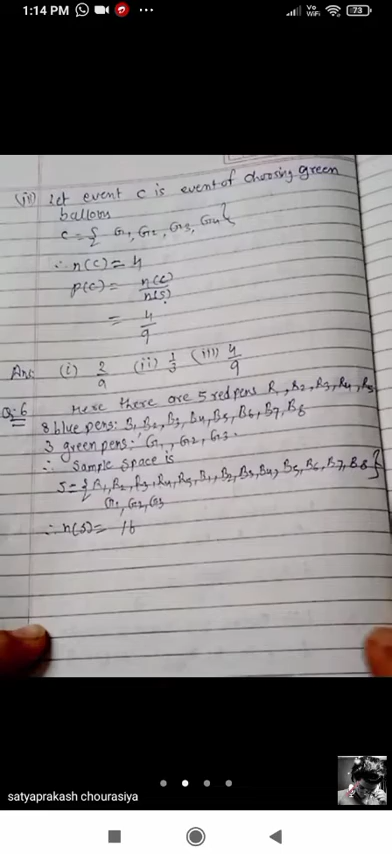 1:14 PM
Vo
WiFi
73
(iii) Let event C is event of choosing green
balloon
C = { G1, G2, G3, G4}
∴ n(C) = 4
P(C) = n(C)/n(S)
= 4/9
Ans: (i) 2/9 (ii) 1/3 (iii) 4/9
Q-6 Here there are 5 red pens R1, R2, R3, R4, R5
8 blue pens: B1, B2, B3, B4, B5, B6, B7, B8
3 green pens: G1, G2, G3.
∴ Sample space is
S = { R1, R2, R3, R4, R5, B1, B2, B3, B4, B5, B6, B7, B8
G1, G2, G3 }
∴ n(S) = 16
satyaprakash chourasiya